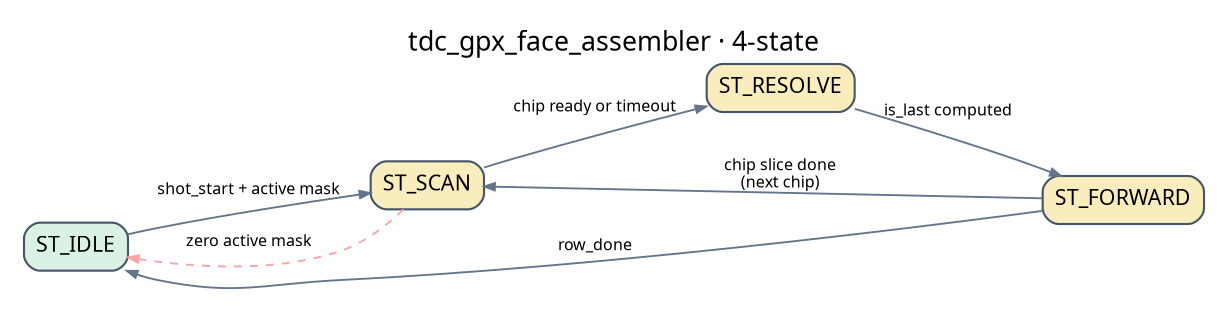 tdc_gpx_face_assembler · 4-state
ST_RESOLVE
chip ready or timeout
is_last computed
chip slice done
(next chip)
ST_SCAN
shot_start + active mask
ST_FORWARD
zero active mask
ST_IDLE
row_done